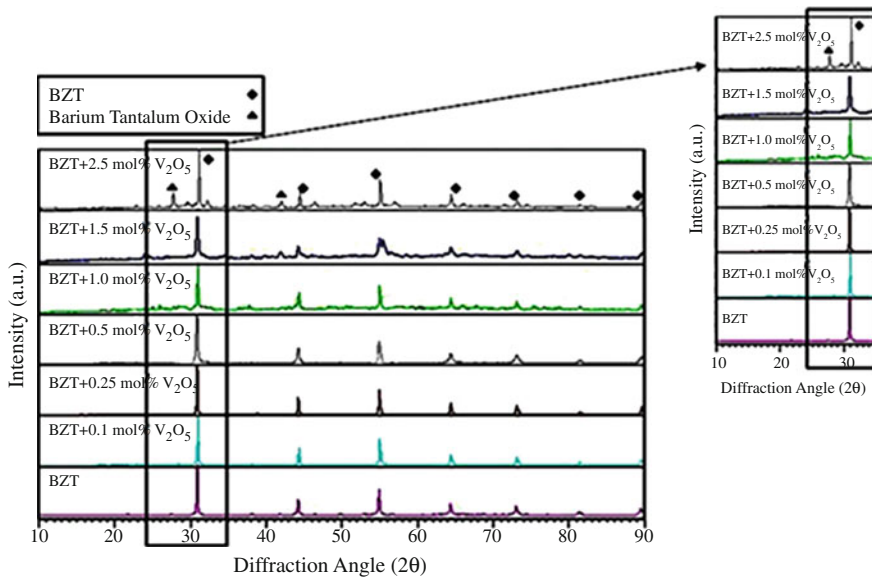 BZT
Barium Tantalum Oxide
BZT+2.5 mol% V₂O₅
BZT+1.5 mol% V₂O₅
BZT+1.0 mol% V₂O₅
BZT+0.5 mol% V₂O₅
BZT+0.25 mol% V₂O₅
BZT+0.1 mol% V₂O₅
BZT
Intensity (a.u.)
10 20 30 40 50 60 70 80 90
Diffraction Angle (2θ)
BZT+2.5 mol%V₂O₅
BZT+1.5 mol%V₂O₅
BZT+1.0 mol%V₂O₅
BZT+0.5 mol%V₂O₅
BZT+0.25 mol%V₂O₅
BZT+0.1 mol%V₂O₅
BZT
Intensity (a.u.)
10 20 31
Diffraction Angle (2θ)